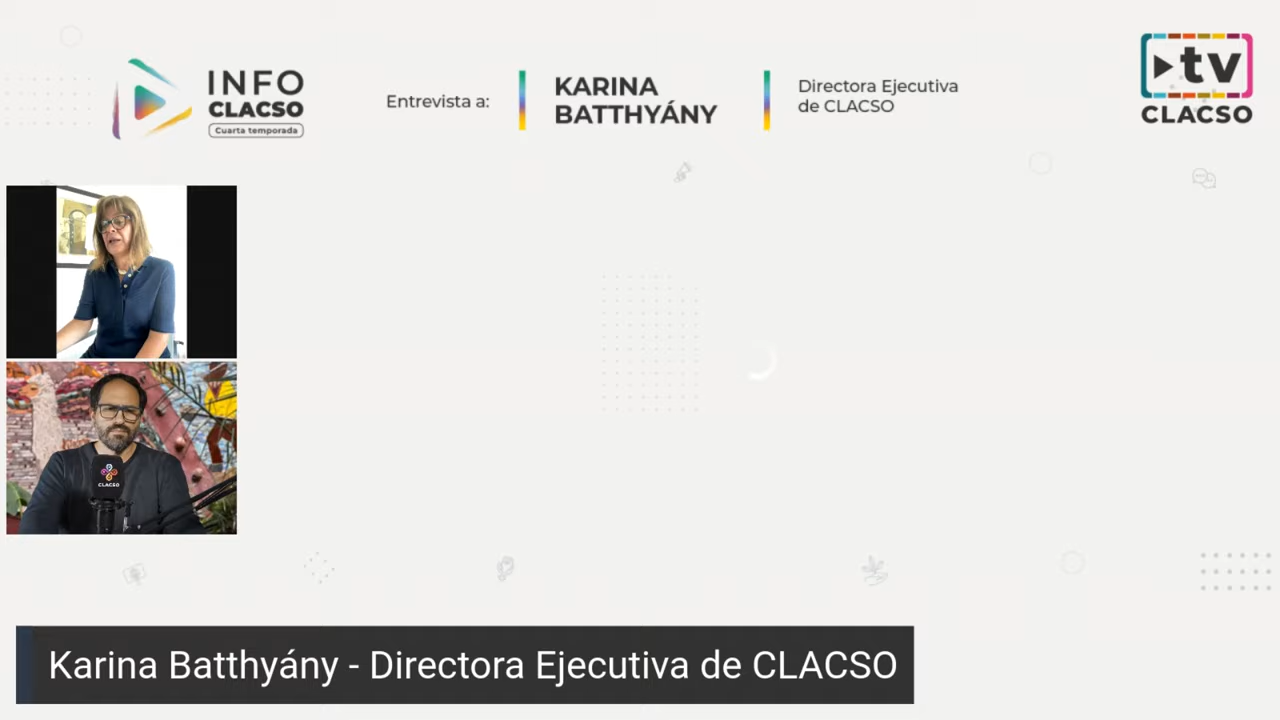 INFO
CLACSO
Cuarta temporada
Entrevista a:
KARINA
BATTHYÁNY
Directora Ejecutiva
de CLACSO
tv
CLACSO
CLACSO
Karina Batthyány - Directora Ejecutiva de CLACSO